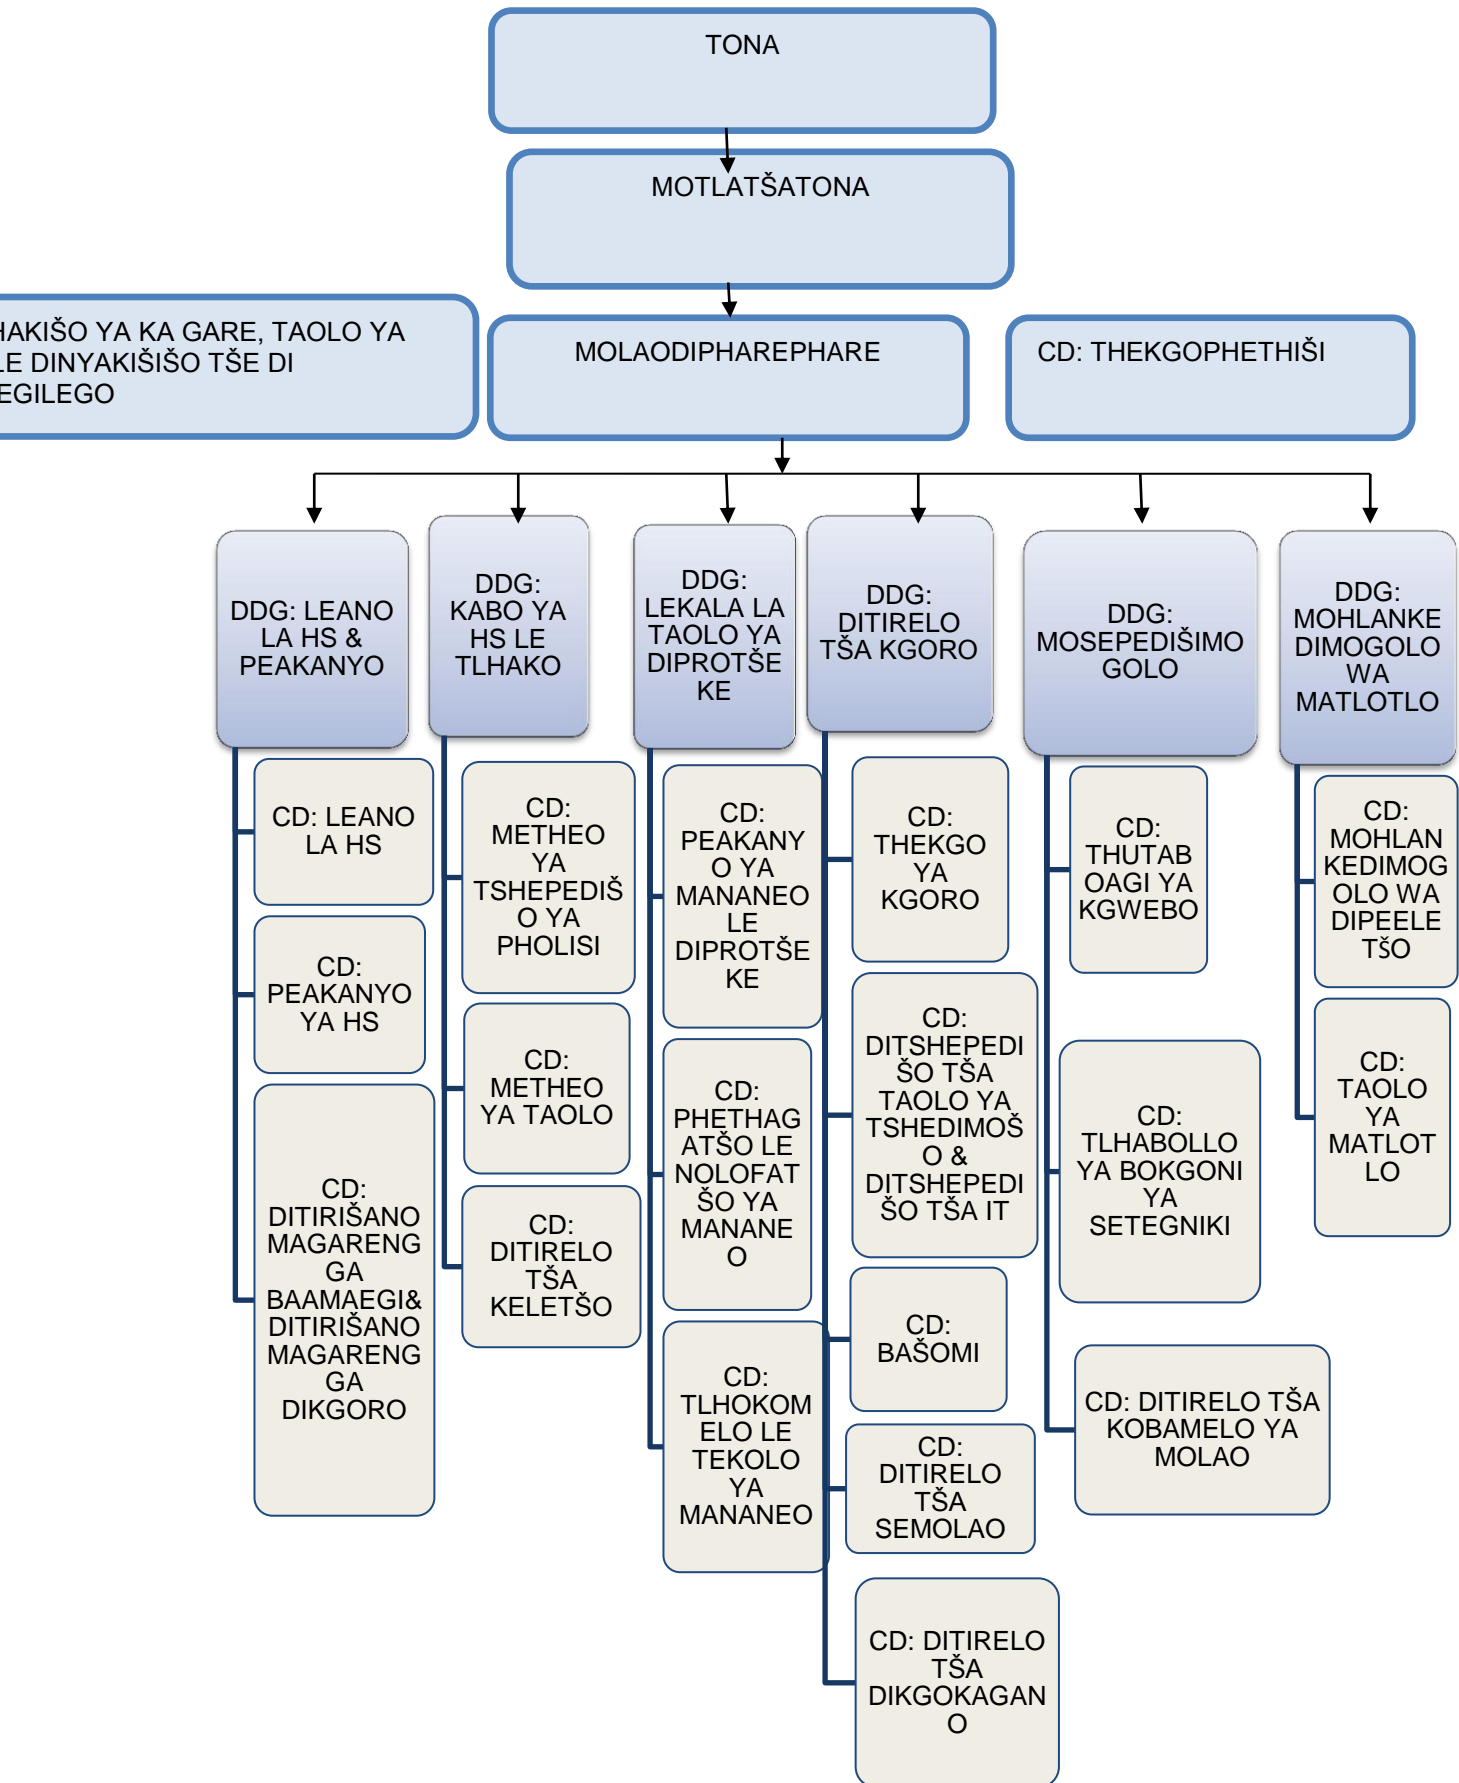 TONA
MOTLATŠATONA
HAKIŠO YA KA GARE, TAOLO YA
LE DINYAKIŠIŠO TŠE DI
EGILEGO
MOLAODIPHAREPHARE
CD: THEKGOPHETHIŠI
DDG: LEANO
LA HS &
PEAKANYO
DDG:
KABO YA
HS LE
TLHAKO
DDG:
LEKALA LA
TAOLO YA
DIPROTŠE
KE
DDG:
DITIRELO
TŠA KGORO
DDG:
MOSEPEDIŠIMO
GOLO
DDG:
MOHLANKE
DIMOGOLO
WA
MATLOTLO
CD: LEANO
LA HS
CD:
PEAKANYO
YA HS
CD:
DITIRIŠANO
MAGARENG
GA
BAAMAEGI&
DITIRIŠANO
MAGARENG
GA
DIKGORO
CD:
METHEO
YA
TSHEPEDIŠ
O YA
PHOLISI
CD:
METHEO
YA TAOLO
CD:
DITIRELO
TŠA
KELETŠO
CD:
PEAKANY
O YA
MANANEO
LE
DIPROTŠE
KE
CD:
PHETHAG
ATŠO LE
NOLOFAT
ŠO YA
MANANE
O
CD:
TLHOKOM
ELO LE
TEKOLO
YA
MANANEO
CD:
THEKGO
YA
KGORO
CD:
DITSHEPEDI
ŠO TŠA
TAOLO YA
TSHEDIMOŠ
O &
DITSHEPEDI
ŠO TŠA IT
CD:
BAŠOMI
CD:
DITIRELO
TŠA
SEMOLAO
CD: DITIRELO
TŠA
DIKGOKAGAN
O
CD:
THUTAB
OAGI YA
KGWEBO
CD:
TLHABOLLO
YA BOKGONI
YA
SETEGNIKI
CD: DITIRELO TŠA
KOBAMELO YA
MOLAO
CD:
MOHLAN
KEDIMOG
OLO WA
DIPEELE
TŠO
CD:
TAOLO
YA
MATLOT
LO